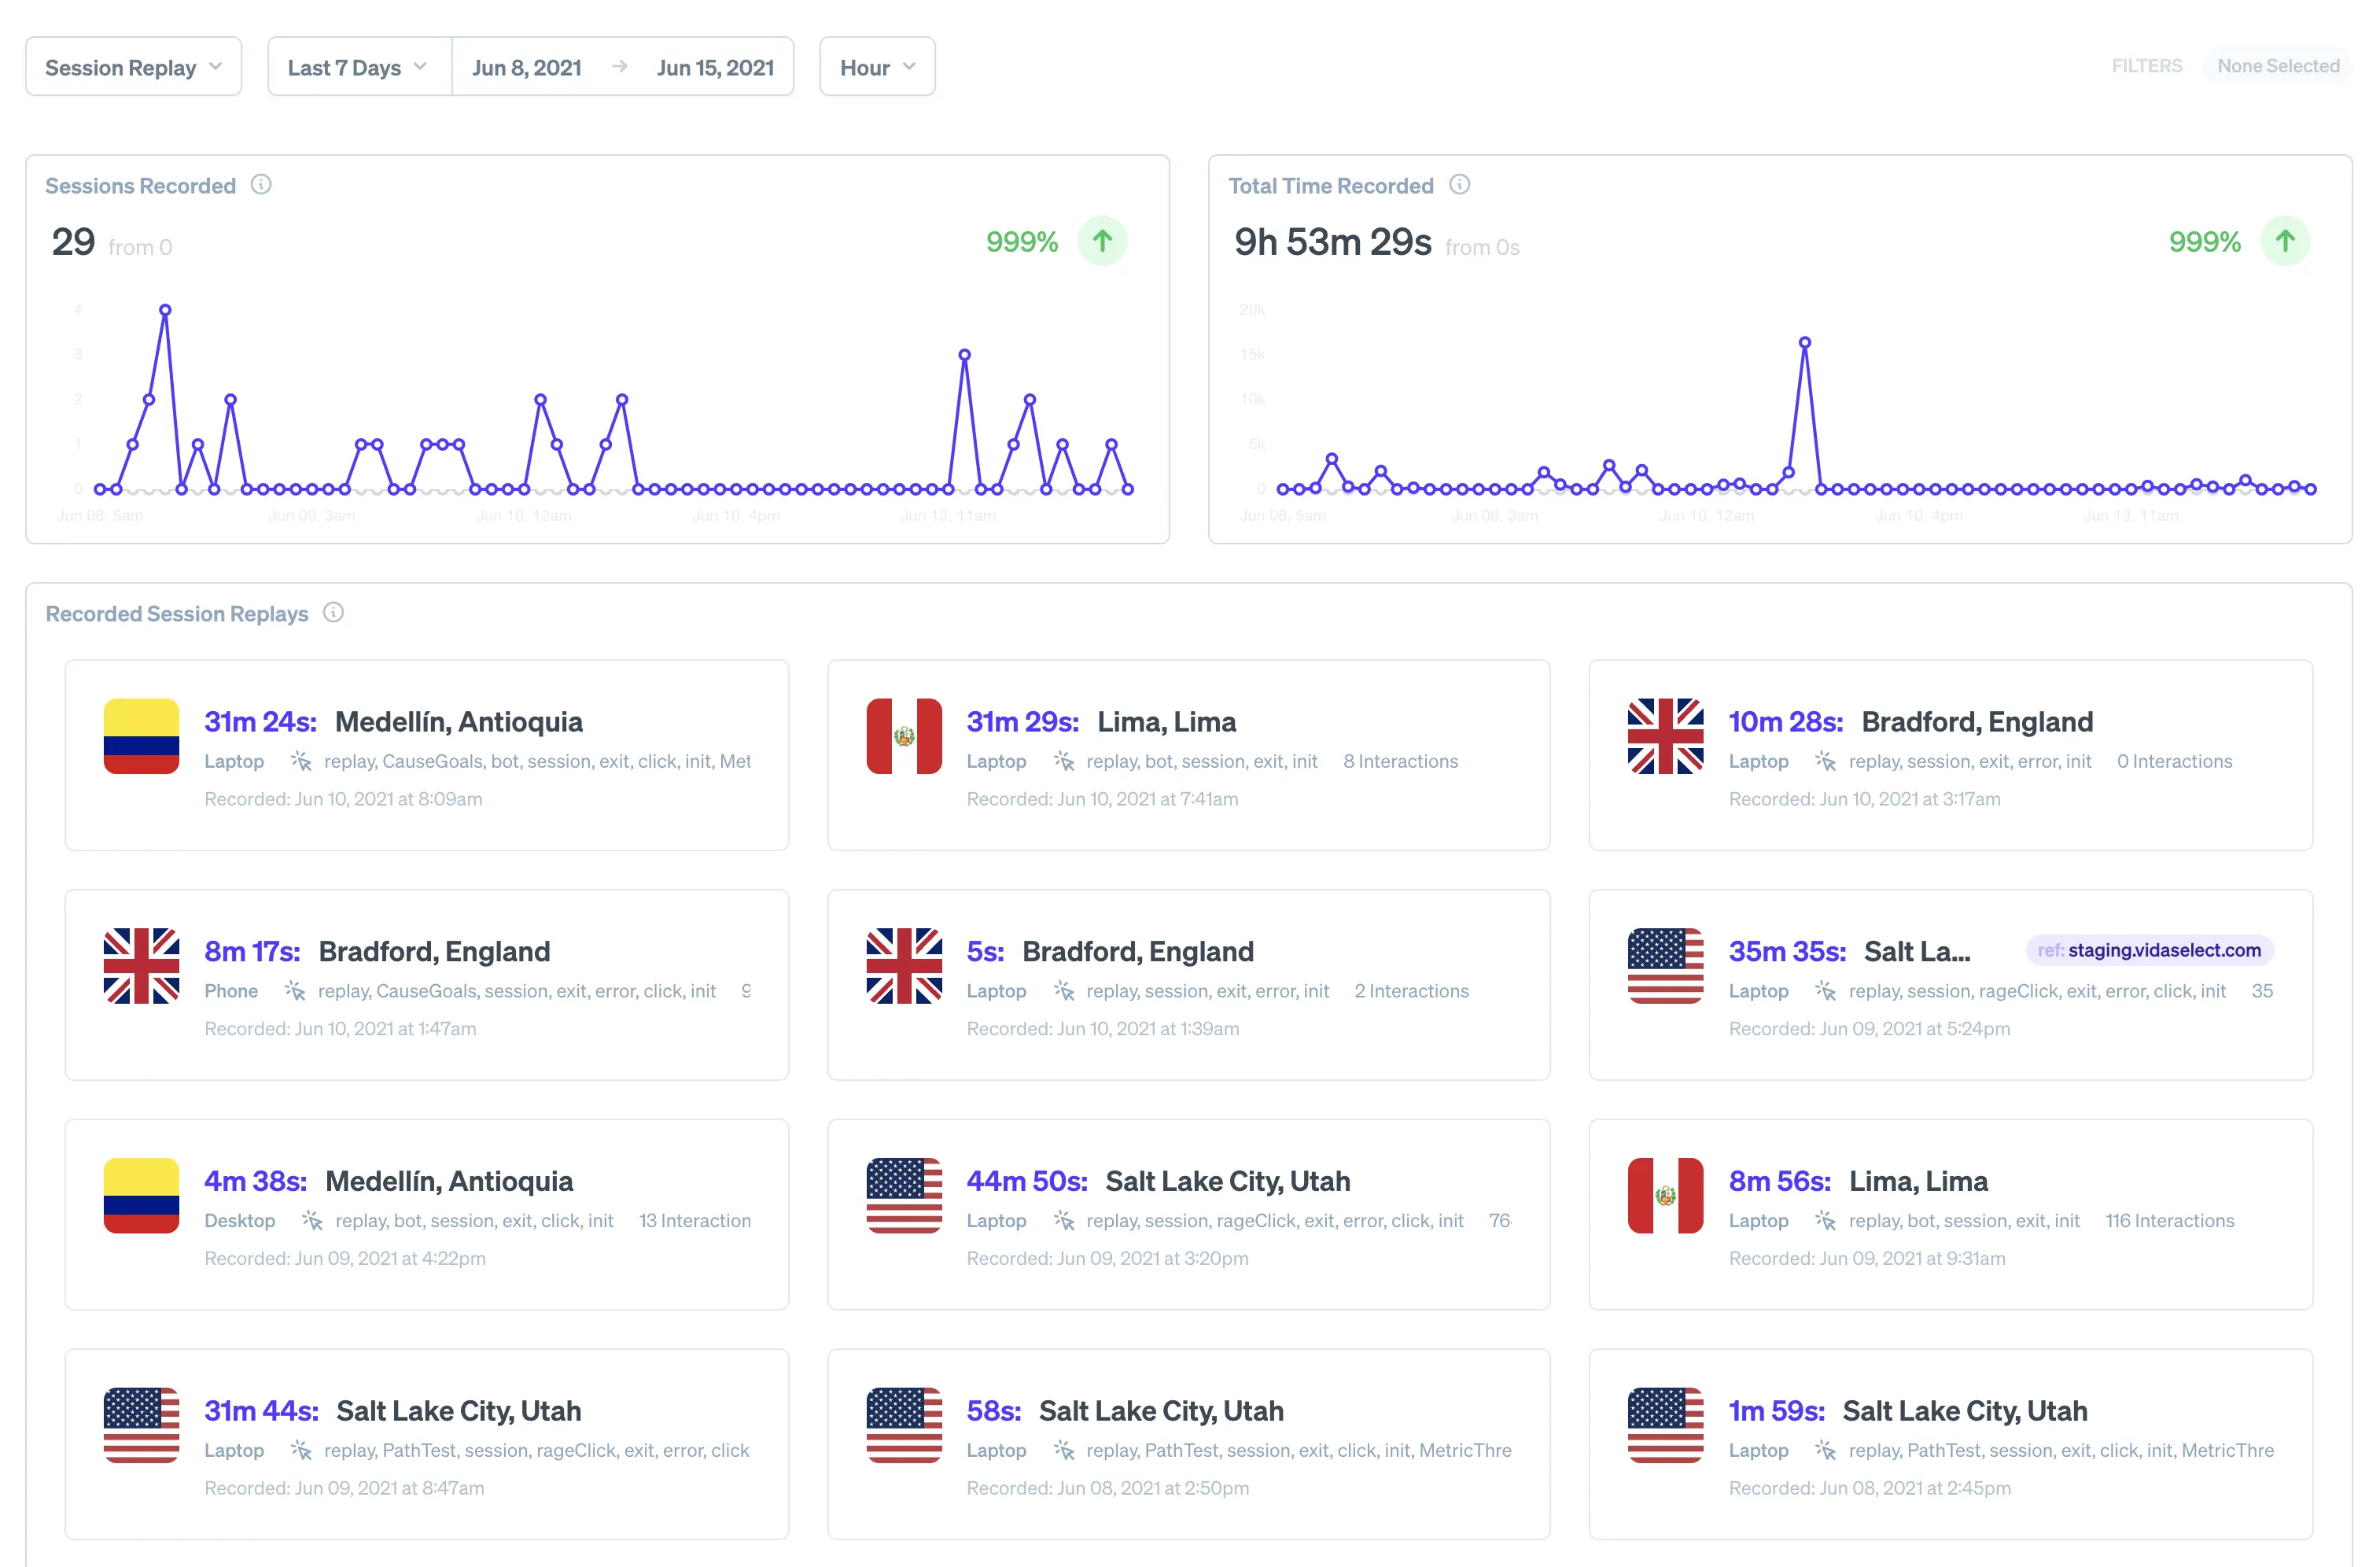 Session Replay
Last 7 Days
Jun 8, 2021 → Jun 15, 2021
Hour
FILTERS
None Selected
Sessions Recorded
29 from 0
999%
4
3
2
1
0
Jun 08, 5am
Jun 09, 3am
Jun 10, 12am
Jun 10, 4pm
Jun 13, 11am
Total Time Recorded
9h 53m 29s from 0s
999%
20k
15k
10k
5k
0
Jun 08, 5am
Jun 09, 3am
Jun 10, 12am
Jun 10, 4pm
Jun 13, 11am
Recorded Session Replays
31m 24s: Medellín, Antioquia
Laptop replay, CauseGoals, bot, session, exit, click, init, Met
Recorded: Jun 10, 2021 at 8:09am
31m 29s: Lima, Lima
Laptop replay, bot, session, exit, init 8 Interactions
Recorded: Jun 10, 2021 at 7:41am
10m 28s: Bradford, England
Laptop replay, session, exit, error, init 0 Interactions
Recorded: Jun 10, 2021 at 3:17am
8m 17s: Bradford, England
Phone replay, CauseGoals, session, exit, error, click, init
Recorded: Jun 10, 2021 at 1:47am
5s: Bradford, England
Laptop replay, session, exit, error, init 2 Interactions
Recorded: Jun 10, 2021 at 1:39am
35m 35s: Salt La... ref: staging.vidaselect.com
Laptop replay, session, rageClick, exit, error, click, init 35
Recorded: Jun 09, 2021 at 5:24pm
4m 38s: Medellín, Antioquia
Desktop replay, bot, session, exit, click, init 13 Interaction
Recorded: Jun 09, 2021 at 4:22pm
44m 50s: Salt Lake City, Utah
Laptop replay, session, rageClick, exit, error, click, init 76
Recorded: Jun 09, 2021 at 3:20pm
8m 56s: Lima, Lima
Laptop replay, bot, session, exit, init 116 Interactions
Recorded: Jun 09, 2021 at 9:31am
31m 44s: Salt Lake City, Utah
Laptop replay, PathTest, session, rageClick, exit, error, click
Recorded: Jun 09, 2021 at 8:47am
58s: Salt Lake City, Utah
Laptop replay, PathTest, session, exit, click, init, MetricThre
Recorded: Jun 08, 2021 at 2:50pm
1m 59s: Salt Lake City, Utah
Laptop replay, PathTest, session, exit, click, init, MetricThre
Recorded: Jun 08, 2021 at 2:45pm